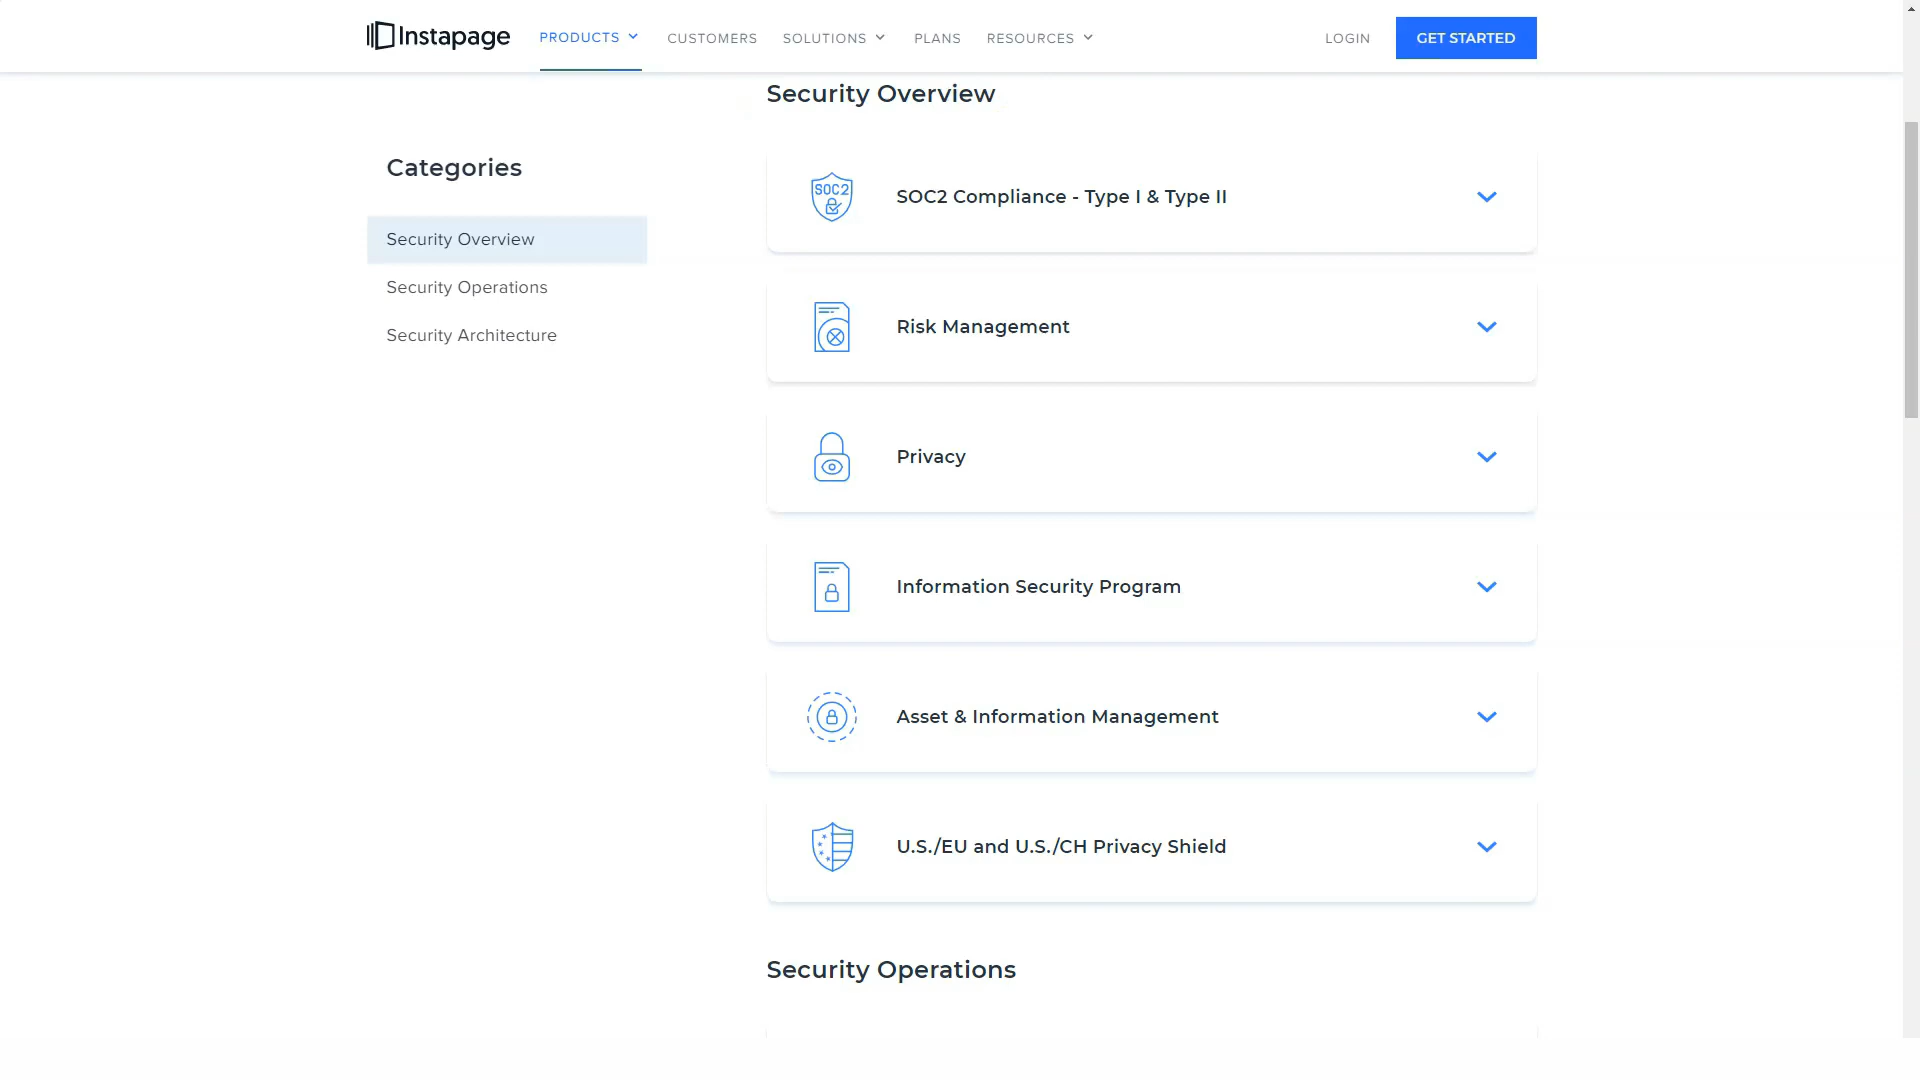 Instapage PRODUCTS CUSTOMERS SOLUTIONS PLANS RESOURCES LOGIN GET STARTED
Security Overview
Categories
Security Overview
Security Operations
Security Architecture
SOC2
SOC2 Compliance - Type I & Type II
Risk Management
Privacy
Information Security Program
Asset & Information Management
U.S./EU and U.S./CH Privacy Shield
Security Operations